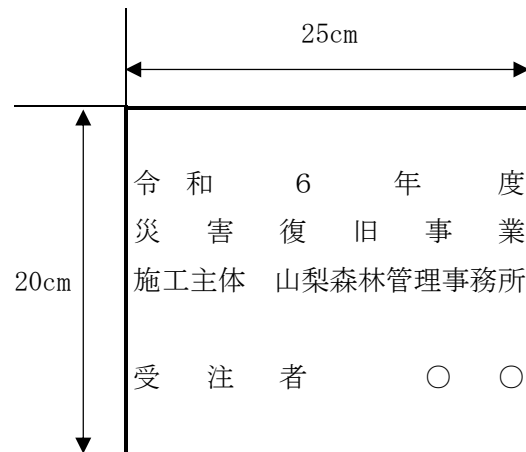 25cm
令和　６　年　度
災　害　復　旧　事　業
20cm
施工主体　山梨森林管理事務所
受　注　者　　　○　○